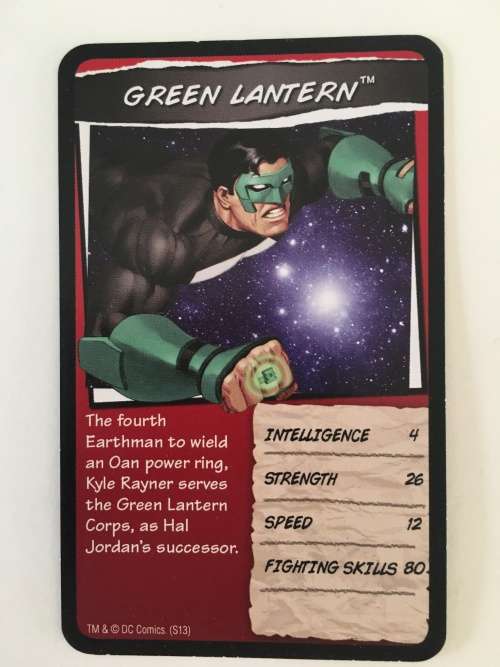 GREEN LANTERN™
The fourth
Earthman to wield
an Oan power ring,
Kyle Rayner serves
the Green Lantern
Corps, as Hal
Jordan's successor.
INTELLIGENCE 4
STRENGTH 26
SPEED 12
FIGHTING SKILLS 80
TM & © DC Comics. (S13)